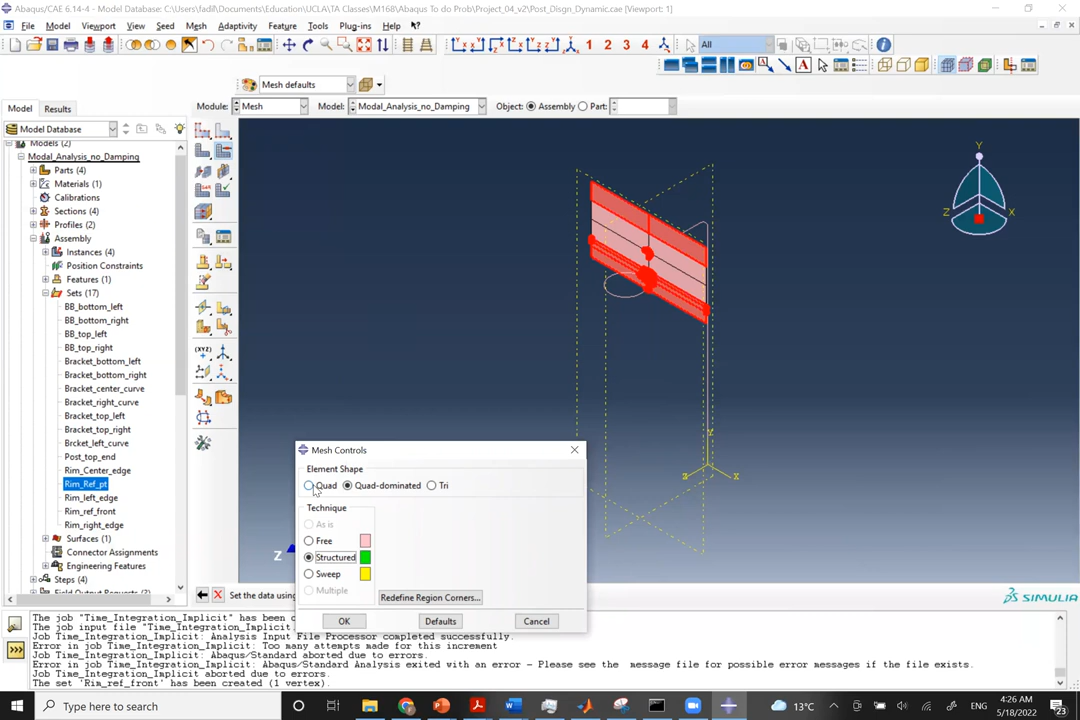 Abaqus/CAE 6.14-4 - Model Database: C:\Users\fadil\Documents\Education\UCLA\TA Classes\M168\Abaqus To do Prob\Project_04_v2\Post_DIsgn_Dynamic.cae [Viewport: 1]
File Model Viewport View Seed Mesh Adaptivity Feature Tools Plug-ins Help
1 2 3 4
All
A
Mesh defaults
Model Results Module: Mesh Model: Modal_Analysis_no_Damping Object: Assembly Part:
Model Database
Models (2)
Modal_Analysis_no_Damping
Parts (4)
Materials (1)
Calibrations
Sections (4)
Profiles (2)
Assembly
Instances (4)
Position Constraints
Features (1)
Sets (17)
BB_bottom_left
BB_bottom_right
BB_top_left
BB_top_right
Bracket_bottom_left
Bracket_bottom_right
Bracket_center_curve
Bracket_right_curve
Bracket_top_left
Bracket_top_right
Brcket_left_curve
Post_top_end
Rim_Center_edge
Rim_Ref_pt
Rim_left_edge
Rim_ref_front
Rim_right_edge
Surfaces (1)
Connector Assignments
Engineering Features
Steps (4)
Field Output Requests
Y
Z
X
Y
Z
X
Z
Mesh Controls
Element Shape
Quad Quad-dominated Tri
Technique
As is
Free
Structured
Sweep
Multiple
Redefine Region Corners...
OK Defaults Cancel
Set the data using
SIMULIA
The job "Time_Integration_Implicit" has been
The job input file "Time_Integration_Implicit
Job Time_Integration_Implicit: Analysis Input File Processor completed successfully.
Error in job Time_Integration_Implicit: Too many attempts made for this increment
Job Time_Integration_Implicit: Abaqus/Standard aborted due to errors.
Error in job Time_Integration_Implicit: Abaqus/Standard Analysis exited with an error - Please see the message file for possible error messages if the file exists.
Job Time_Integration_Implicit aborted due to errors.
The set 'Rim_ref_front' has been created (1 vertex).
Type here to search
13°C
ENG
4:26 AM
5/18/2022
23